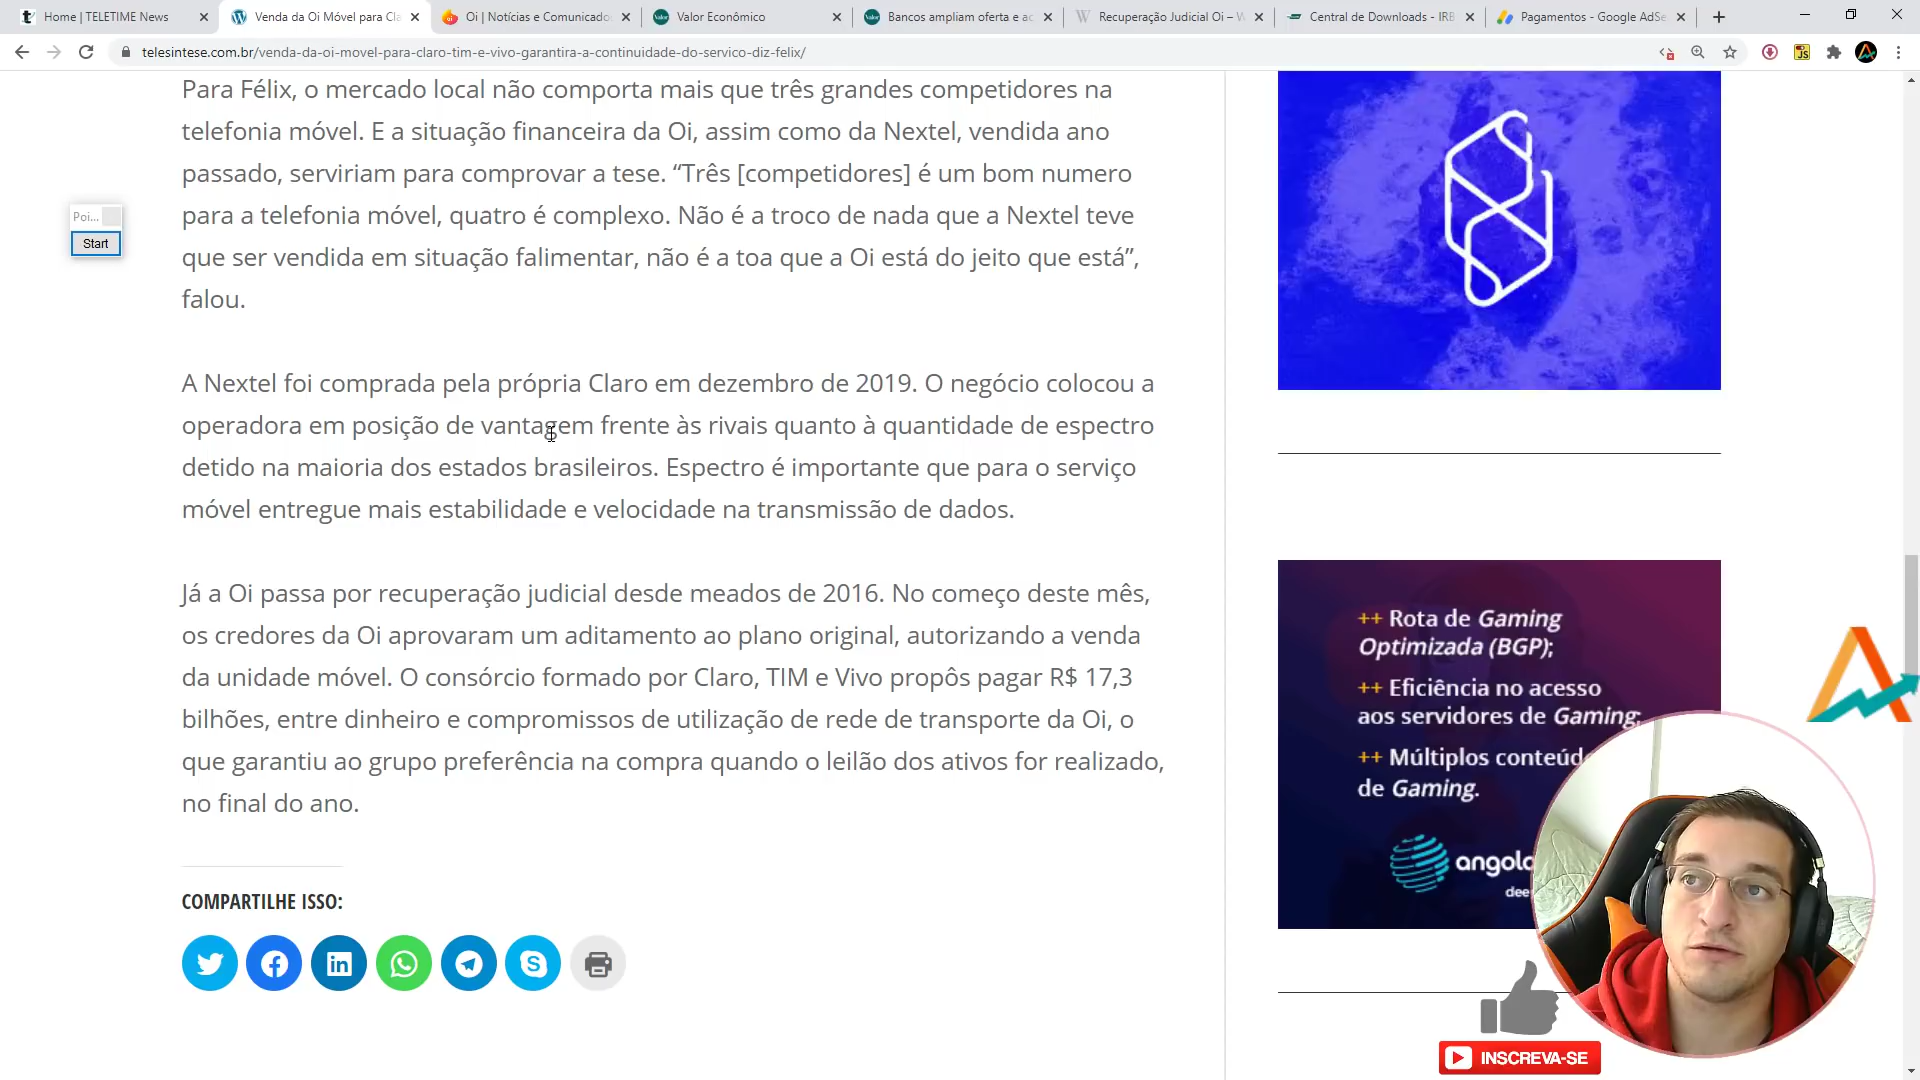 Home | TELETIME News
Venda da Oi Móvel para Cla
Oi | Notícias e Comunicado
Valor Econômico
Bancos ampliam oferta e ac
Recuperação Judicial Oi – W
Central de Downloads - IRB
Pagamentos - Google AdSe
telesintese.com.br/venda-da-oi-movel-para-claro-tim-e-vivo-garantira-a-continuidade-do-servico-diz-felix/
Para Félix, o mercado local não comporta mais que três grandes competidores na
telefonia móvel. E a situação financeira da Oi, assim como da Nextel, vendida ano
passado, serviriam para comprovar a tese. “Três [competidores] é um bom numero
para a telefonia móvel, quatro é complexo. Não é a troco de nada que a Nextel teve
que ser vendida em situação falimentar, não é a toa que a Oi está do jeito que está”,
falou.
Poi...
Start
A Nextel foi comprada pela própria Claro em dezembro de 2019. O negócio colocou a
operadora em posição de vantagem frente às rivais quanto à quantidade de espectro
detido na maioria dos estados brasileiros. Espectro é importante que para o serviço
móvel entregue mais estabilidade e velocidade na transmissão de dados.
Já a Oi passa por recuperação judicial desde meados de 2016. No começo deste mês,
os credores da Oi aprovaram um aditamento ao plano original, autorizando a venda
da unidade móvel. O consórcio formado por Claro, TIM e Vivo propôs pagar R$ 17,3
bilhões, entre dinheiro e compromissos de utilização de rede de transporte da Oi, o
que garantiu ao grupo preferência na compra quando o leilão dos ativos for realizado,
no final do ano.
COMPARTILHE ISSO:
++ Rota de Gaming
Optimizada (BGP);
++ Eficiência no acesso
aos servidores de Gaming;
++ Múltiplos conteúd
de Gaming.
angola
dee
INSCREVA-SE